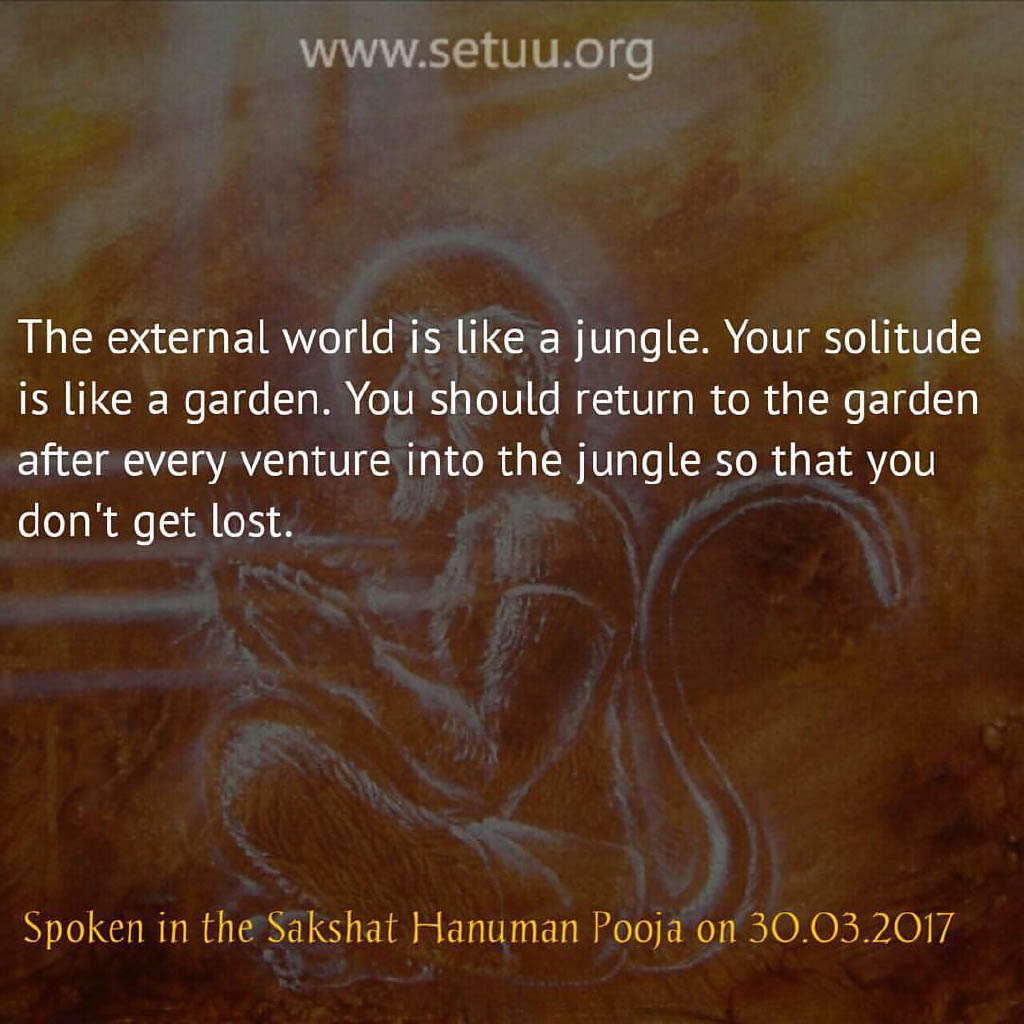 www.setuu.org
The external world is like a jungle. Your solitude
is like a garden. You should return to the garden
after every venture into the jungle so that you
don't get lost.
Spoken in the Sakshat Hanuman Pooja on 30.03.2017